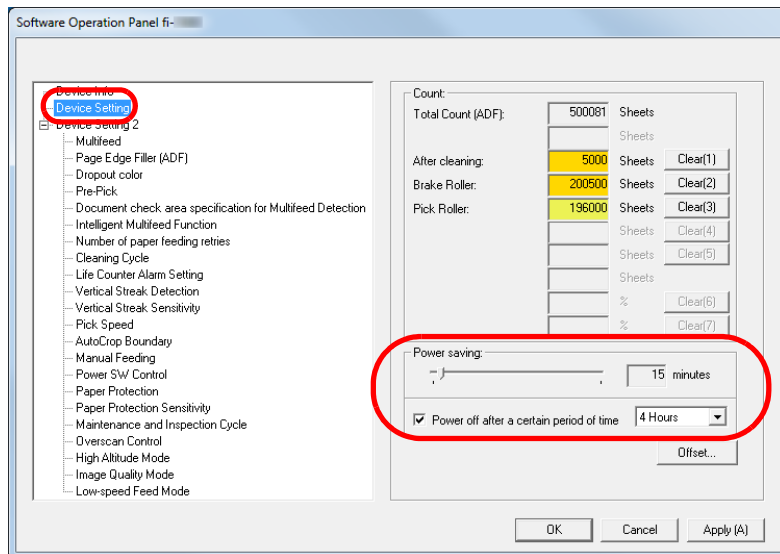 Software Operation Panel fi-
Device Info
Device Setting
Device Setting 2
Multifeed
Page Edge Filler (ADF)
Dropout color
Pre-Pick
Document check area specification for Multifeed Detection
Intelligent Multifeed Function
Number of paper feeding retries
Cleaning Cycle
Life Counter Alarm Setting
Vertical Streak Detection
Vertical Streak Sensitivity
Pick Speed
AutoCrop Boundary
Manual Feeding
Power SW Control
Paper Protection
Paper Protection Sensitivity
Maintenance and Inspection Cycle
Overscan Control
High Altitude Mode
Image Quality Mode
Low-speed Feed Mode
Count:
Total Count (ADF): 500081 Sheets
Sheets
After cleaning: 5000 Sheets Clear(1)
Brake Roller: 200500 Sheets Clear(2)
Pick Roller: 196000 Sheets Clear(3)
Sheets Clear(4)
Sheets Clear(5)
Sheets
% Clear(6)
% Clear(7)
Power saving:
15 minutes
Power off after a certain period of time 4 Hours
Offset...
OK Cancel Apply (A)